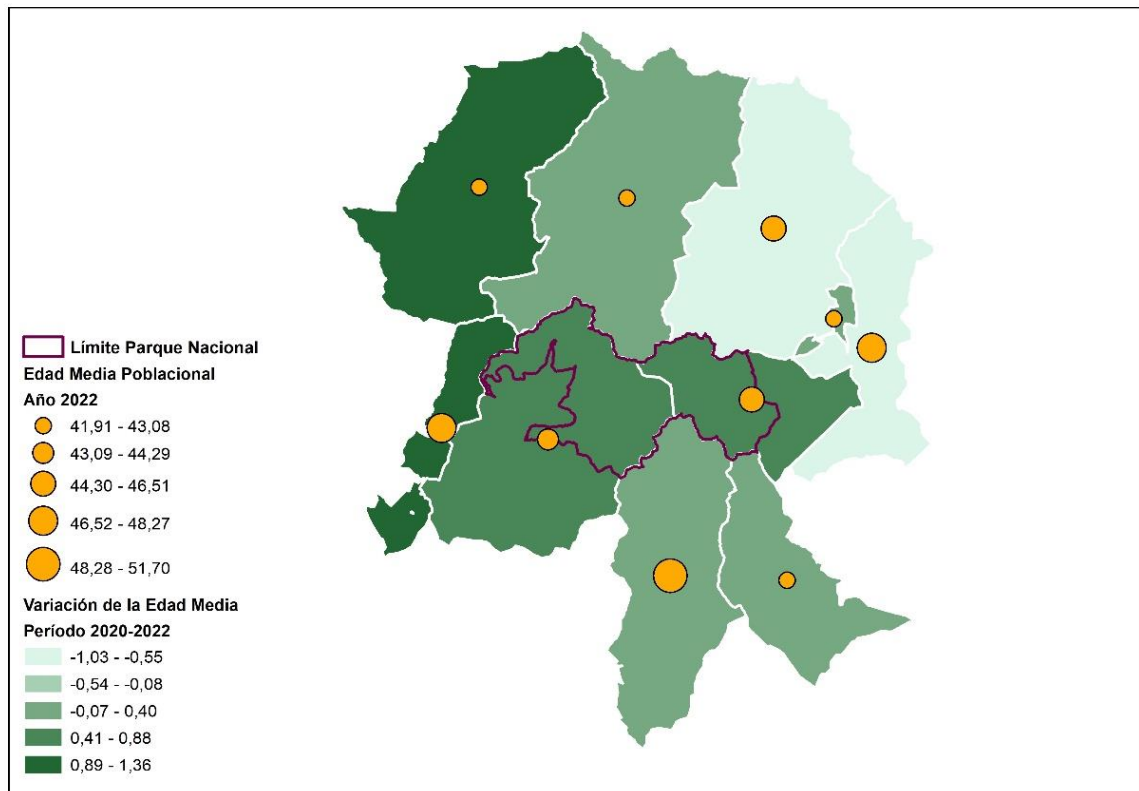 Límite Parque Nacional
Edad Media Poblacional
Año 2022
41,91 - 43,08
43,09 - 44,29
44,30 - 46,51
46,52 - 48,27
48,28 - 51,70
Variación de la Edad Media
Período 2020-2022
-1,03 - -0,55
-0,54 - -0,08
-0,07 - 0,40
0,41 - 0,88
0,89 - 1,36